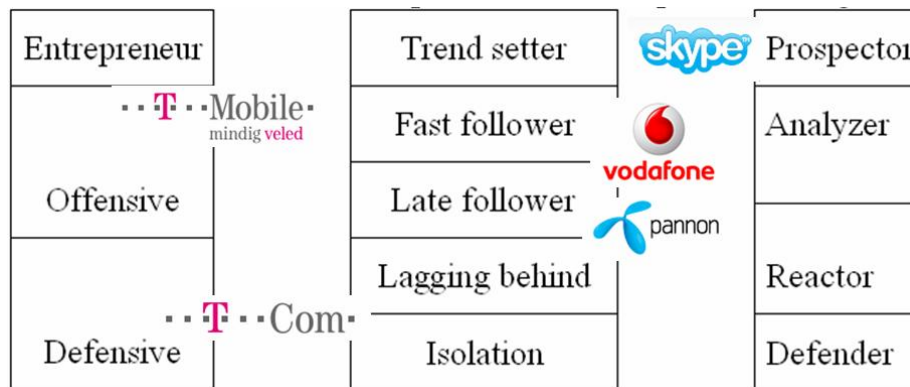 Entrepreneur
Trend setter
skype™
Prospector
T Mobile
mindig veled
Fast follower
Analyzer
vodafone
Offensive
Late follower
pannon
Lagging behind
Reactor
T Com
Defensive
Isolation
Defender